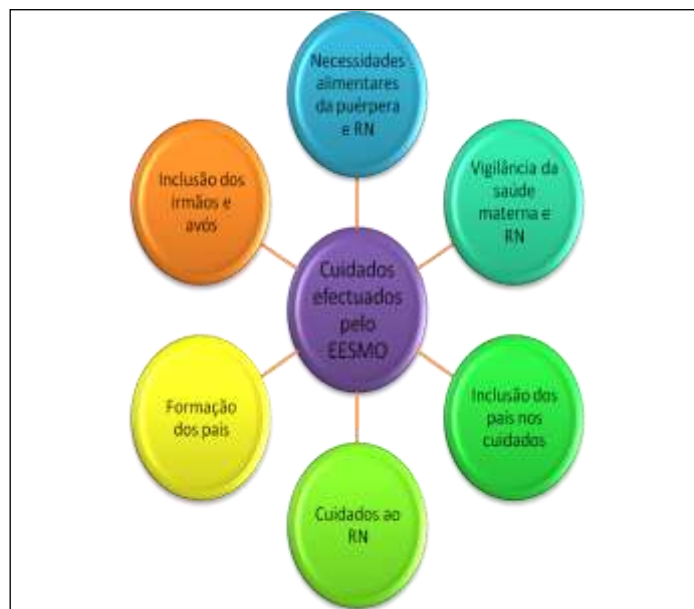 Necessidades
alimentares
da puérpera
e RN
Vigilância da
saúde
materna e
RN
Inclusão dos
pais nos
cuidados
Cuidados ao
RN
Formação
dos pais
Inclusão dos
irmãos e
avós
Cuidados
efectuados
pelo
EESMO